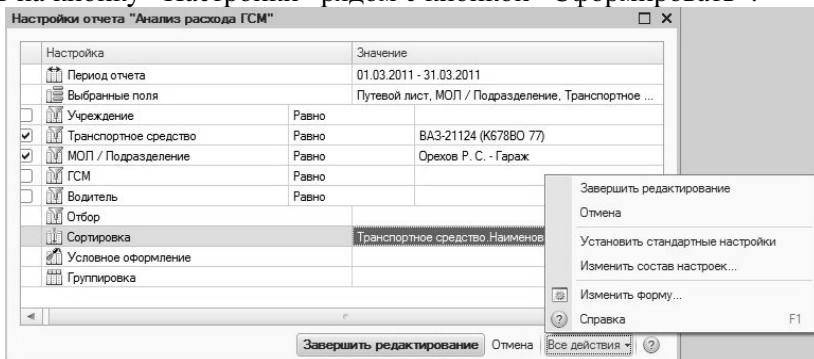 на кнопку "Настройки" рядом с кнопкой "Сформировать".
Настройки отчета "Анализ расхода ГСМ"
Настройка Значение
Период отчета 01.03.2011 - 31.03.2011
Выбранные поля Путевой лист, МОЛ / Подразделение, Транспортное ...
Учреждение Равно
Транспортное средство Равно ВАЗ-21124 (К678ВО 77)
МОЛ / Подразделение Равно Орехов Р. С. - Гараж
ГСМ Равно
Водитель Равно
Отбор
Сортировка Транспортное средство.Наименов
Условное оформление
Группировка
Завершить редактирование
Отмена
Установить стандартные настройки
Изменить состав настроек...
Изменить форму...
Справка F1
Завершить редактирование Отмена Все действия